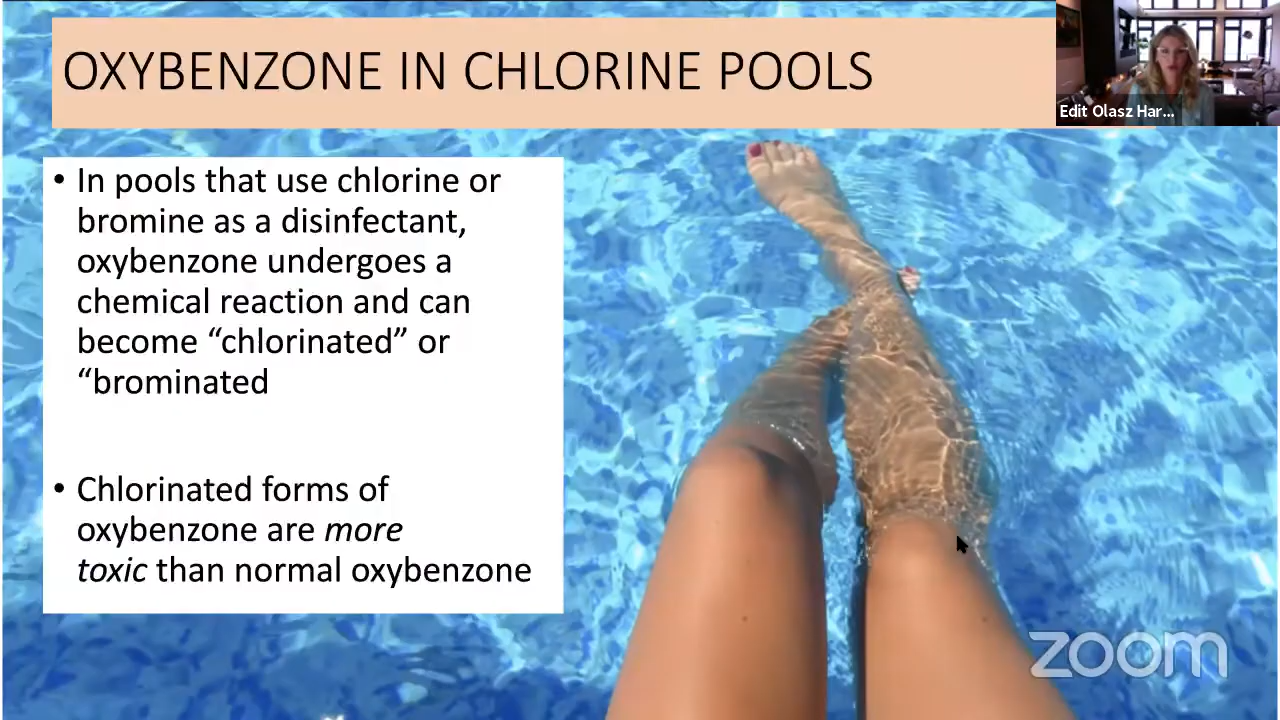 OXYBENZONE IN CHLORINE POOLS
Edit Olasz Har...
• In pools that use chlorine or
bromine as a disinfectant,
oxybenzone undergoes a
chemical reaction and can
become “chlorinated” or
“brominated
• Chlorinated forms of
oxybenzone are more
toxic than normal oxybenzone
zoom